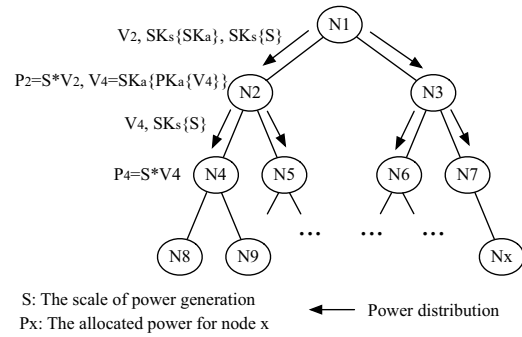 N1
V₂, SKₛ{SKₐ}, SKₛ{S}
P₂=S*V₂, V₄=SKₐ{PKₐ{V₄}}
N2
N3
V₄, SKₛ{S}
P₄=S*V4
N4
N5
N6
N7
... ... ...
N8
N9
Nx
S: The scale of power generation
Px: The allocated power for node x
Power distribution